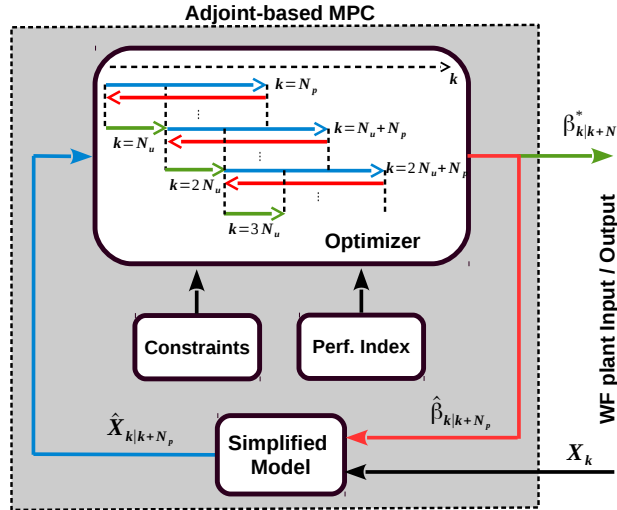 Adjoint-based MPC
k
k=N_p
...
k=N_u
k=N_u+N_p
...
k=2N_u
k=2N_u+N_p
...
k=3N_u
Optimizer
β*_{k|k+N}
Constraints
Perf. Index
X̂_{k|k+N_p}
β̂_{k|k+N_p}
Simplified
Model
X_k
WF plant Input / Output